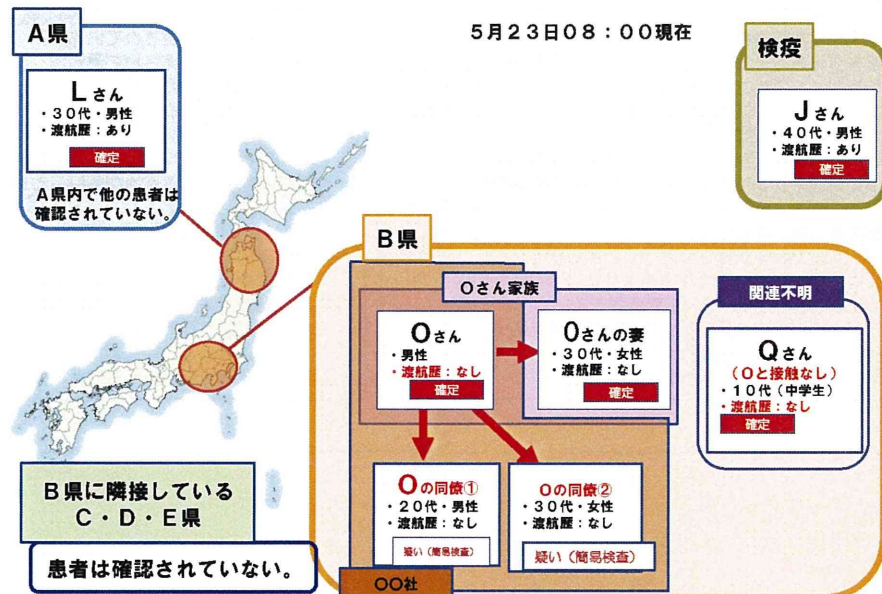 5月23日08：00現在
A県
Lさん
・30代・男性
・渡航歴：あり
確定
A県内で他の患者は
確認されていない。
検疫
Jさん
・40代・男性
・渡航歴：あり
確定
B県
Oさん家族
Oさん
・男性
・渡航歴：なし
確定
Oさんの妻
・30代・女性
・渡航歴：なし
確定
関連不明
Qさん
（Oと接触なし）
・10代（中学生）
・渡航歴：なし
確定
Oの同僚①
・20代・男性
・渡航歴：なし
疑い（簡易検査）
Oの同僚②
・30代・女性
・渡航歴：なし
疑い（簡易検査）
〇〇社
B県に隣接している
C・D・E県
患者は確認されていない。